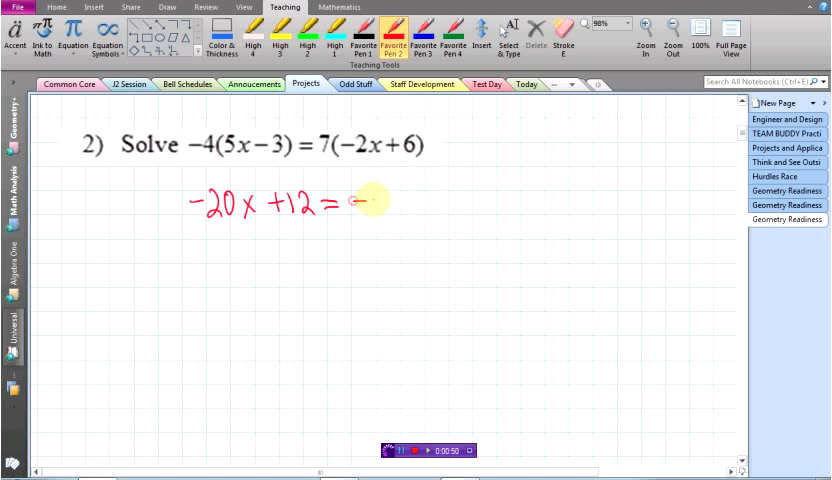 File Home Insert Share Draw Review View Teaching Mathematics
ä π π π ∞ 98%
Accent Ink to Math Equation Equation Symbols Color & Thickness High 4 High 3 High 2 High 1 Favorite Pen 1 Favorite Pen 2 Favorite Pen 3 Favorite Pen 4 Insert Select & Type Delete Stroke E Zoom In Zoom Out 100% Full Page View
Teaching Tools
Common Core J2 Session Bell Schedules Annoucements Projects Odd Stuff Staff Development Test Day Today ... Search All Notebooks (Ctrl+E)
Geometry+
Math Analysis
Algebra One
Universal
2) Solve −4(5x−3)=7(−2x+6)
-20x +12 = -
New Page
Engineer and Design
TEAM BUDDY Practi
Projects and Applica
Think and See Outsi
Hurdles Race
Geometry Readiness
Geometry Readiness
Geometry Readiness
0:00:50